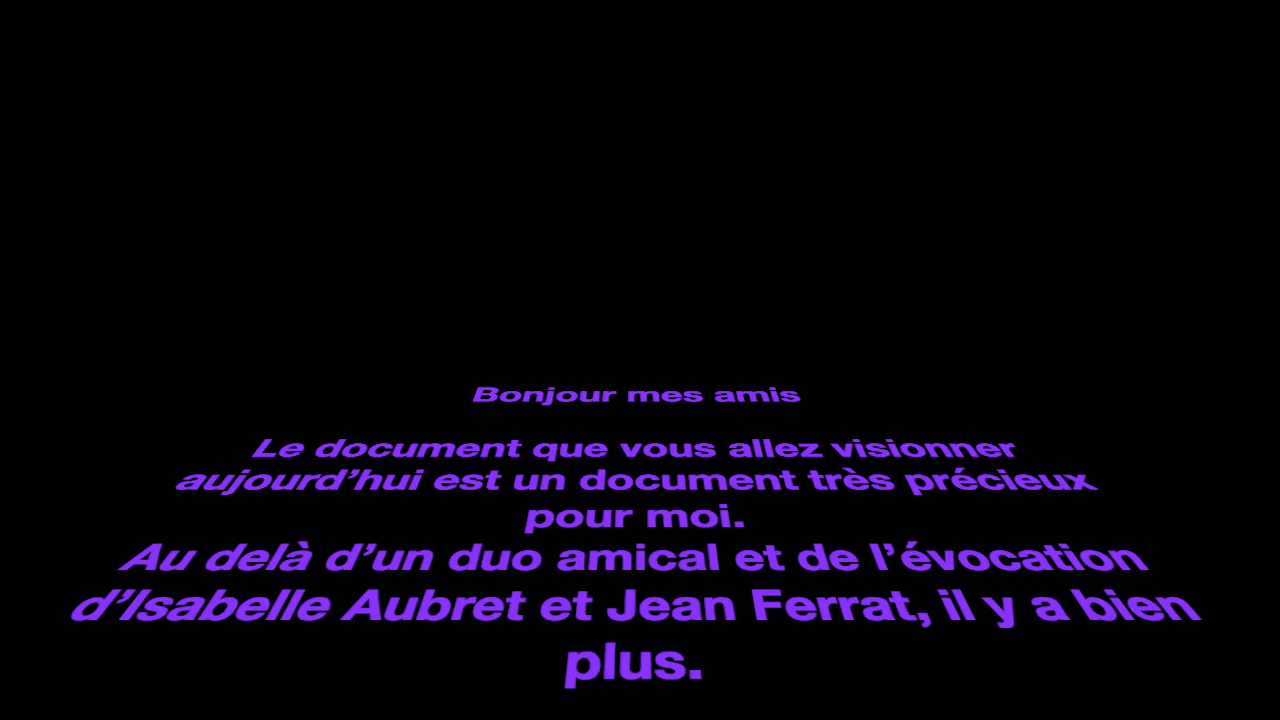 Bonjour mes amis
Le document que vous allez visionner
aujourd’hui est un document très précieux
pour moi.
Au delà d’un duo amical et de l’évocation
d’Isabelle Aubret et Jean Ferrat, il y a bien
plus.